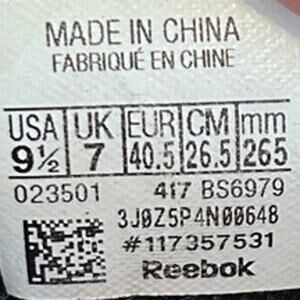 MADE IN CHINA
FABRIQUÉ EN CHINE
USA UK EUR CM mm
9½ 7 40.5 26.5 265
023501 417 BS6979
3J0Z5P4N00648
#117357531
Reebok